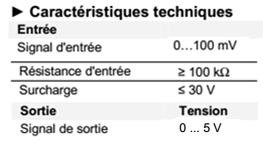 ► Caractéristiques techniques
Entrée
Signal d'entrée 0…100 mV
Résistance d'entrée ≥ 100 kΩ
Surcharge ≤ 30 V
Sortie Tension
Signal de sortie 0 ... 5 V